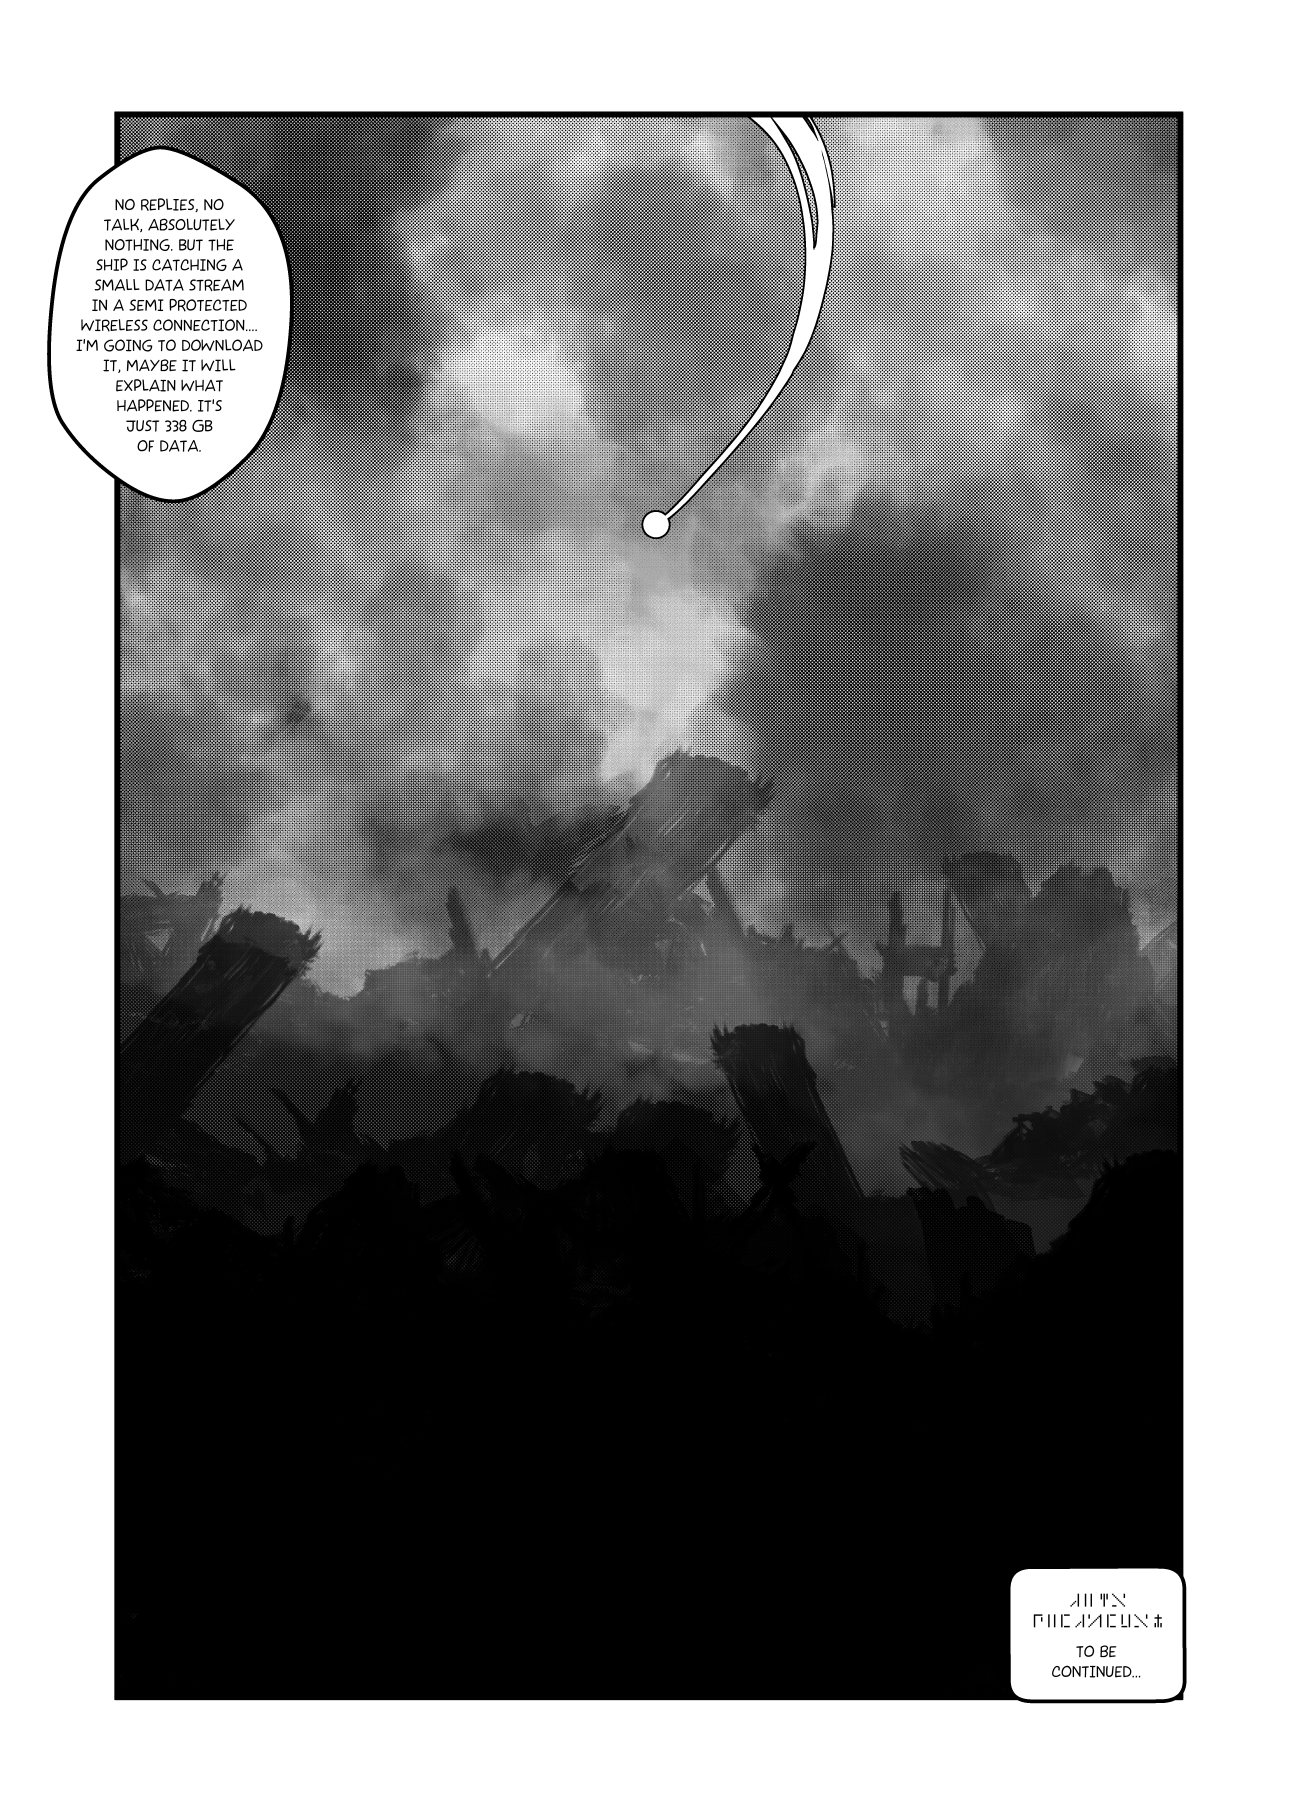 NO REPLIES, NO
TALK, ABSOLUTELY
NOTHING. BUT THE
SHIP IS CATCHING A
SMALL DATA STREAM
IN A SEMI PROTECTED
WIRELESS CONNECTION....
I'M GOING TO DOWNLOAD
IT, MAYBE IT WILL
EXPLAIN WHAT
HAPPENED. IT'S
JUST 338 GB
OF DATA.
TO BE
CONTINUED...